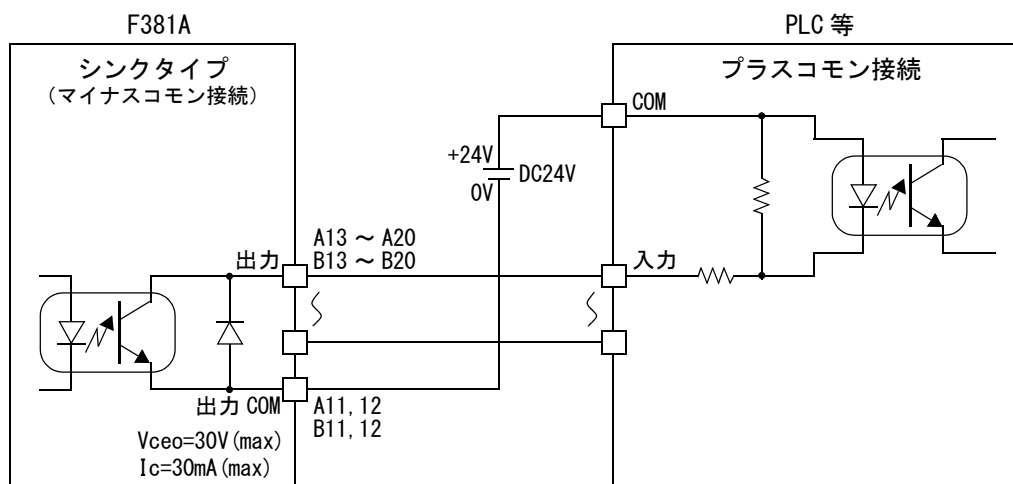 F381A
シンクタイプ
(マイナスコモン接続)
PLC 等
プラスコモン接続
COM
+24V
0V
DC24V
出力
A13 ～ A20
B13 ～ B20
入力
出力 COM
A11, 12
B11, 12
Vceo=30V(max)
Ic=30mA(max)